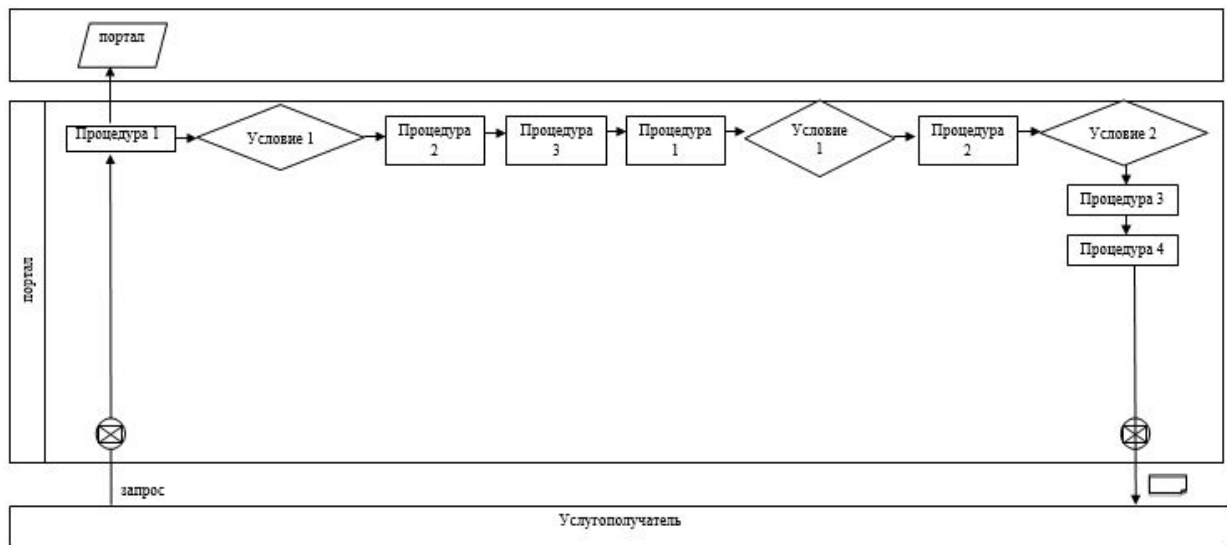 портал
Процедура 1
Условие 1
Процедура
2
Процедура
3
Процедура
1
Условие
1
Процедура
2
Условие 2
Процедура 3
Процедура 4
портал
запрос
Услугополучатель